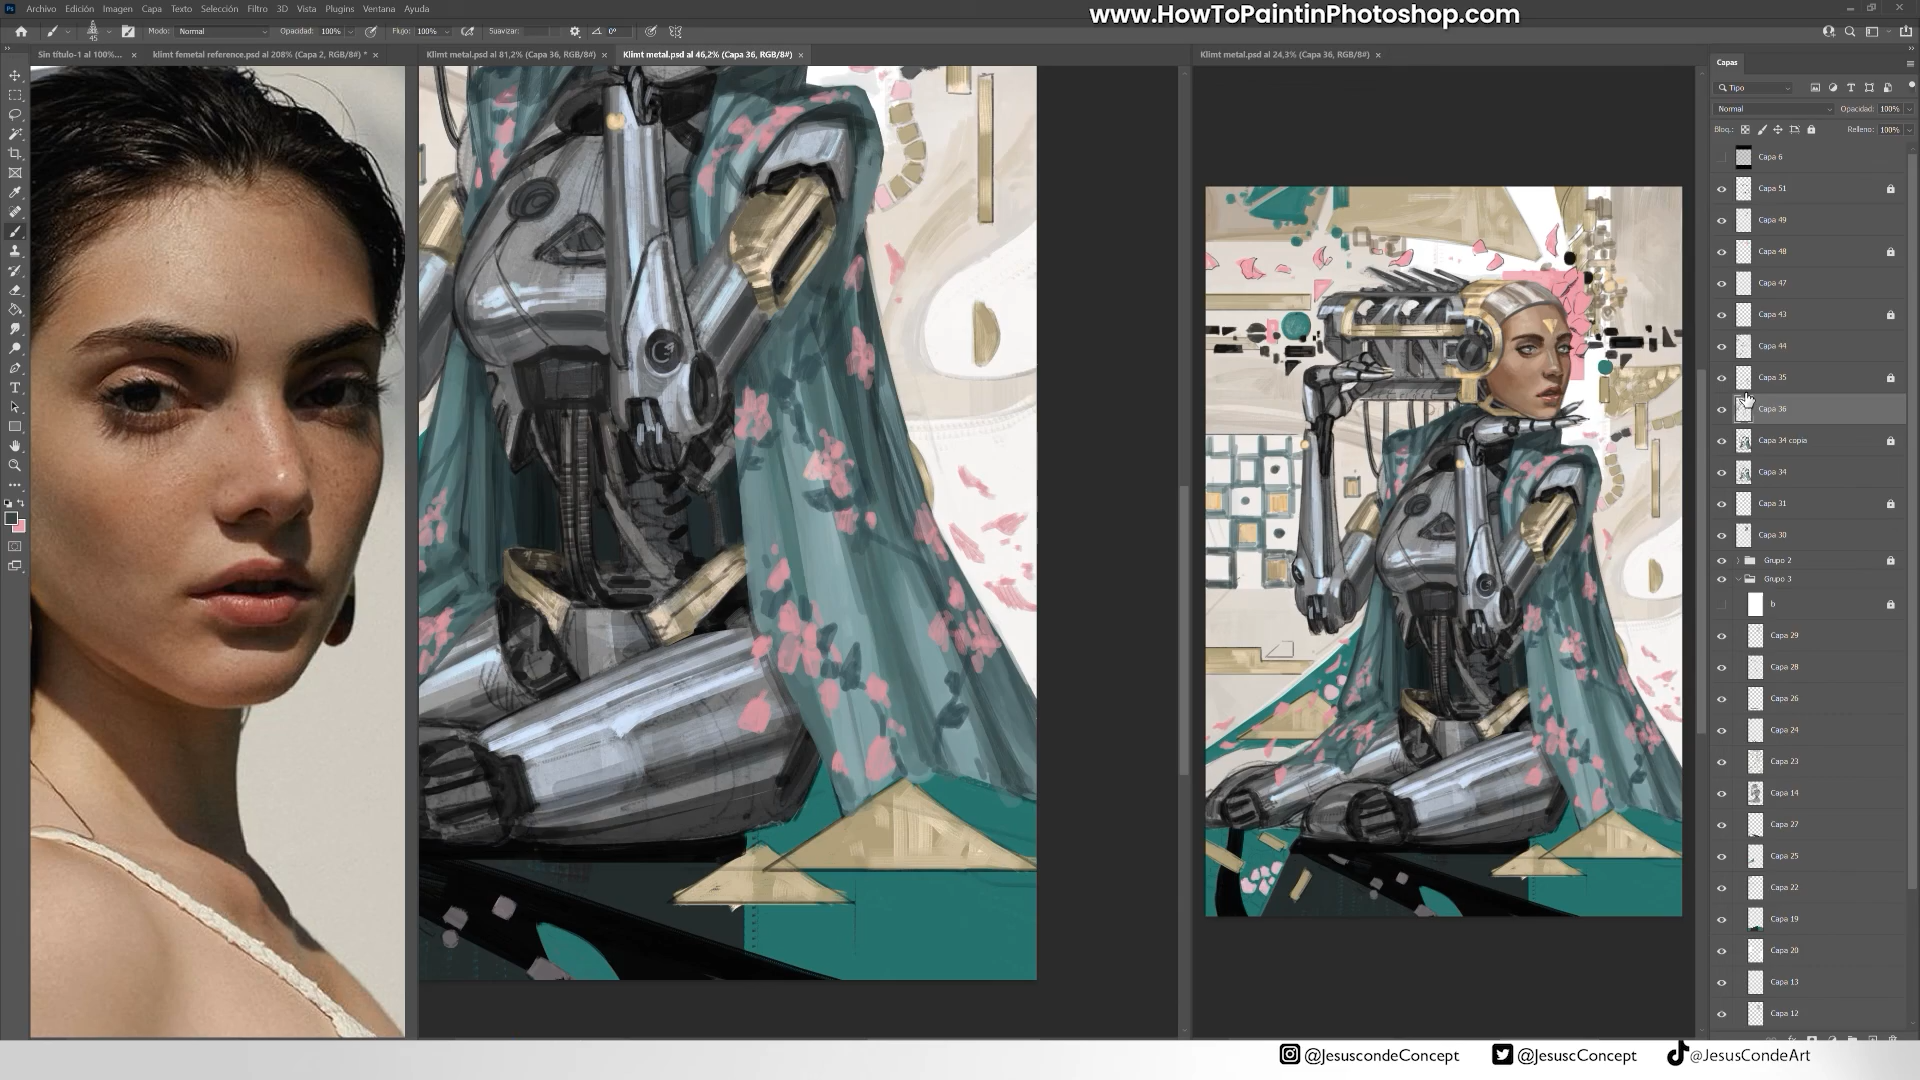 www.HowToPaintinPhotoshop.com
Archivo Edición Imagen Capa Texto Selección Filtro 3D Vista Plugins Ventana Ayuda
45 Modo: Normal Opacidad: 100% Flujo: 100% Suavizar: 0°
Sin título-1 al 100%... × klimt femetal reference.psd al 208% (Capa 2, RGB/8#) * × Klimt metal.psd al 81,2% (Capa 36, RGB/8#) × Klimt metal.psd al 46,2% (Capa 36, RGB/8#) × Klimt metal.psd al 24,3% (Capa 36, RGB/8#) ×
Capas
Tipo
Normal Opacidad: 100%
Bloq.: Relleno: 100%
Capa 6
Capa 51
Capa 49
Capa 48
Capa 47
Capa 43
Capa 44
Capa 35
Capa 36
Capa 34 copia
Capa 34
Capa 31
Capa 30
Grupo 2
Grupo 3
b
Capa 29
Capa 28
Capa 26
Capa 24
Capa 23
Capa 14
Capa 27
Capa 25
Capa 22
Capa 19
Capa 20
Capa 13
Capa 12
@JesuscondeConcept @JesuscConcept @JesusCondeArt